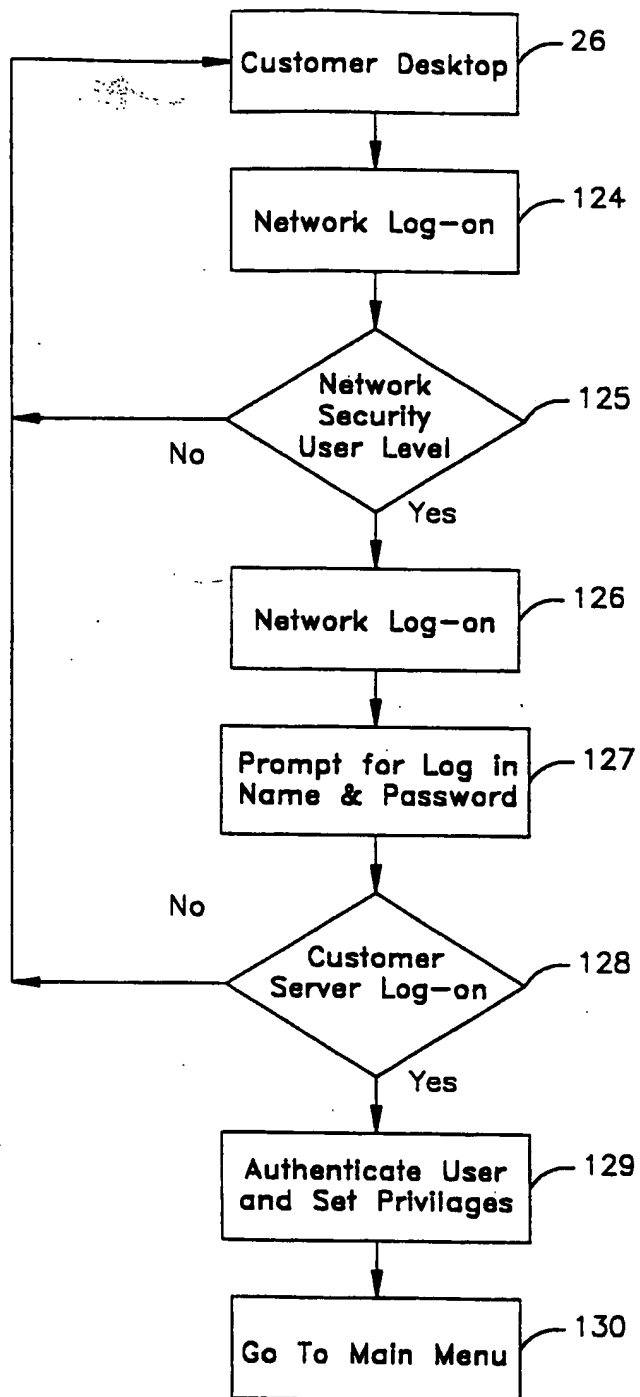 Customer Desktop
26
Network Log-on
124
Network
Security
User Level
125
No
Yes
Network Log-on
126
Prompt for Log in
Name & Password
127
No
Customer
Server Log-on
128
Yes
Authenticate User
and Set Privilages
129
Go To Main Menu
130